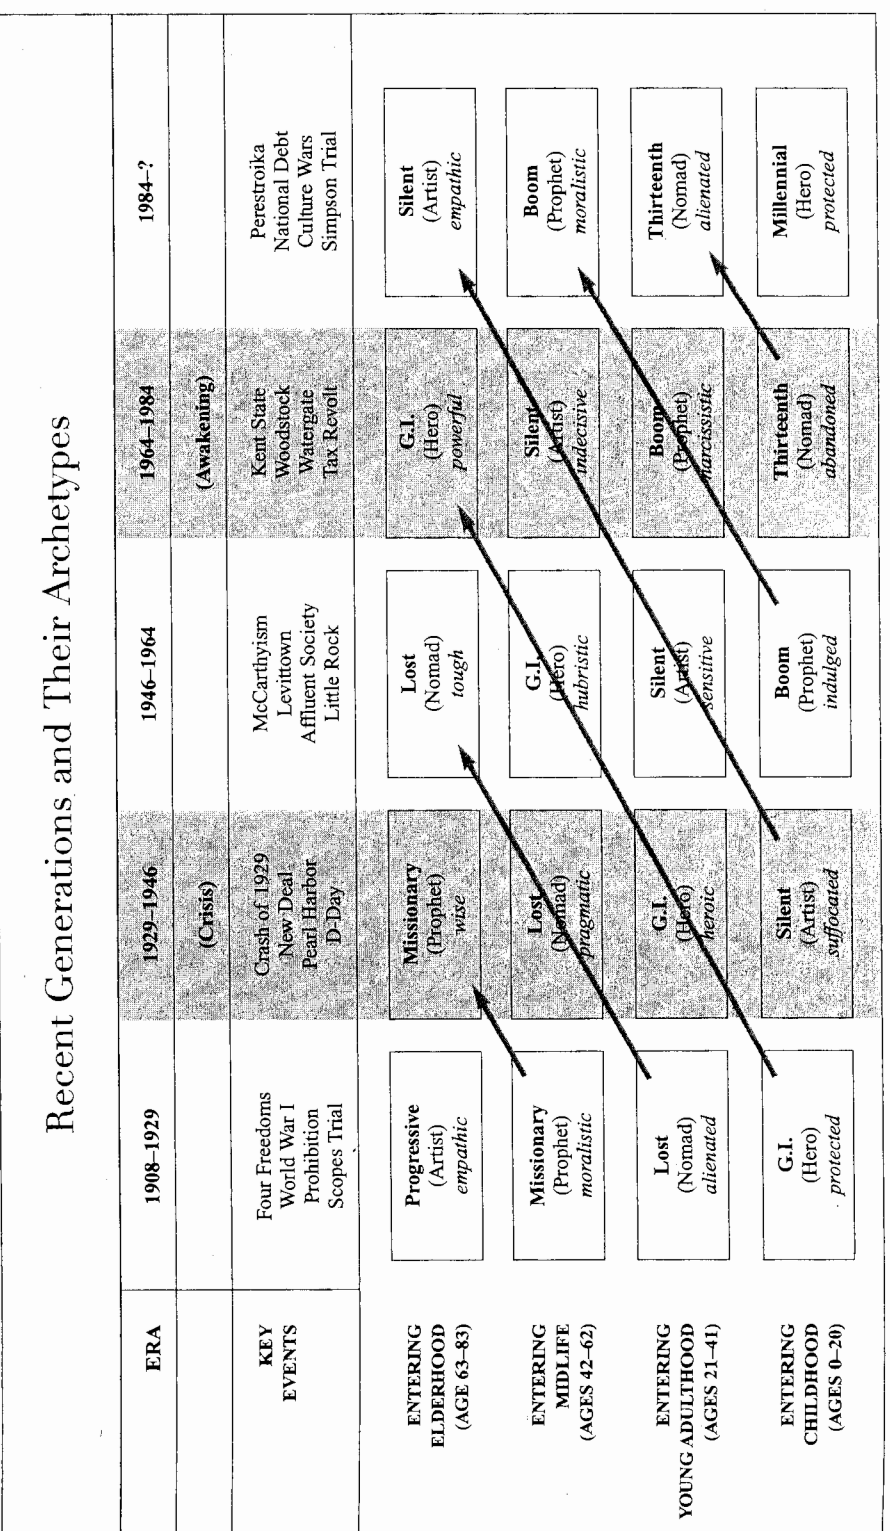 Recent Generations and Their Archetypes
ERA
1908–1929
1929–1946
1946–1964
1964–1984
1984–?
(Crisis)
(Awakening)
KEY
EVENTS
Four Freedoms
World War I
Prohibition
Scopes Trial
Crash of 1929
New Deal
Pearl Harbor
D-Day
McCarthyism
Levittown
Affluent Society
Little Rock
Kent State
Woodstock
Watergate
Tax Revolt
Perestroika
National Debt
Culture Wars
Simpson Trial
ENTERING
ELDERHOOD
(AGE 63–83)
Progressive
(Artist)
empathic
Missionary
(Prophet)
wise
Lost
(Nomad)
tough
G.I.
(Hero)
powerful
Silent
(Artist)
empathic
ENTERING
MIDLIFE
(AGES 42–62)
Missionary
(Prophet)
moralistic
Lost
(Nomad)
pragmatic
G.I.
(Hero)
hubristic
Silent
(Artist)
indecisive
Boom
(Prophet)
moralistic
ENTERING
YOUNG ADULTHOOD
(AGES 21–41)
Lost
(Nomad)
alienated
G.I.
(Hero)
heroic
Silent
(Artist)
sensitive
Boom
(Prophet)
narcissistic
Thirteenth
(Nomad)
alienated
ENTERING
CHILDHOOD
(AGES 0–20)
G.I.
(Hero)
protected
Silent
(Artist)
suffocated
Boom
(Prophet)
indulged
Thirteenth
(Nomad)
abandoned
Millennial
(Hero)
protected